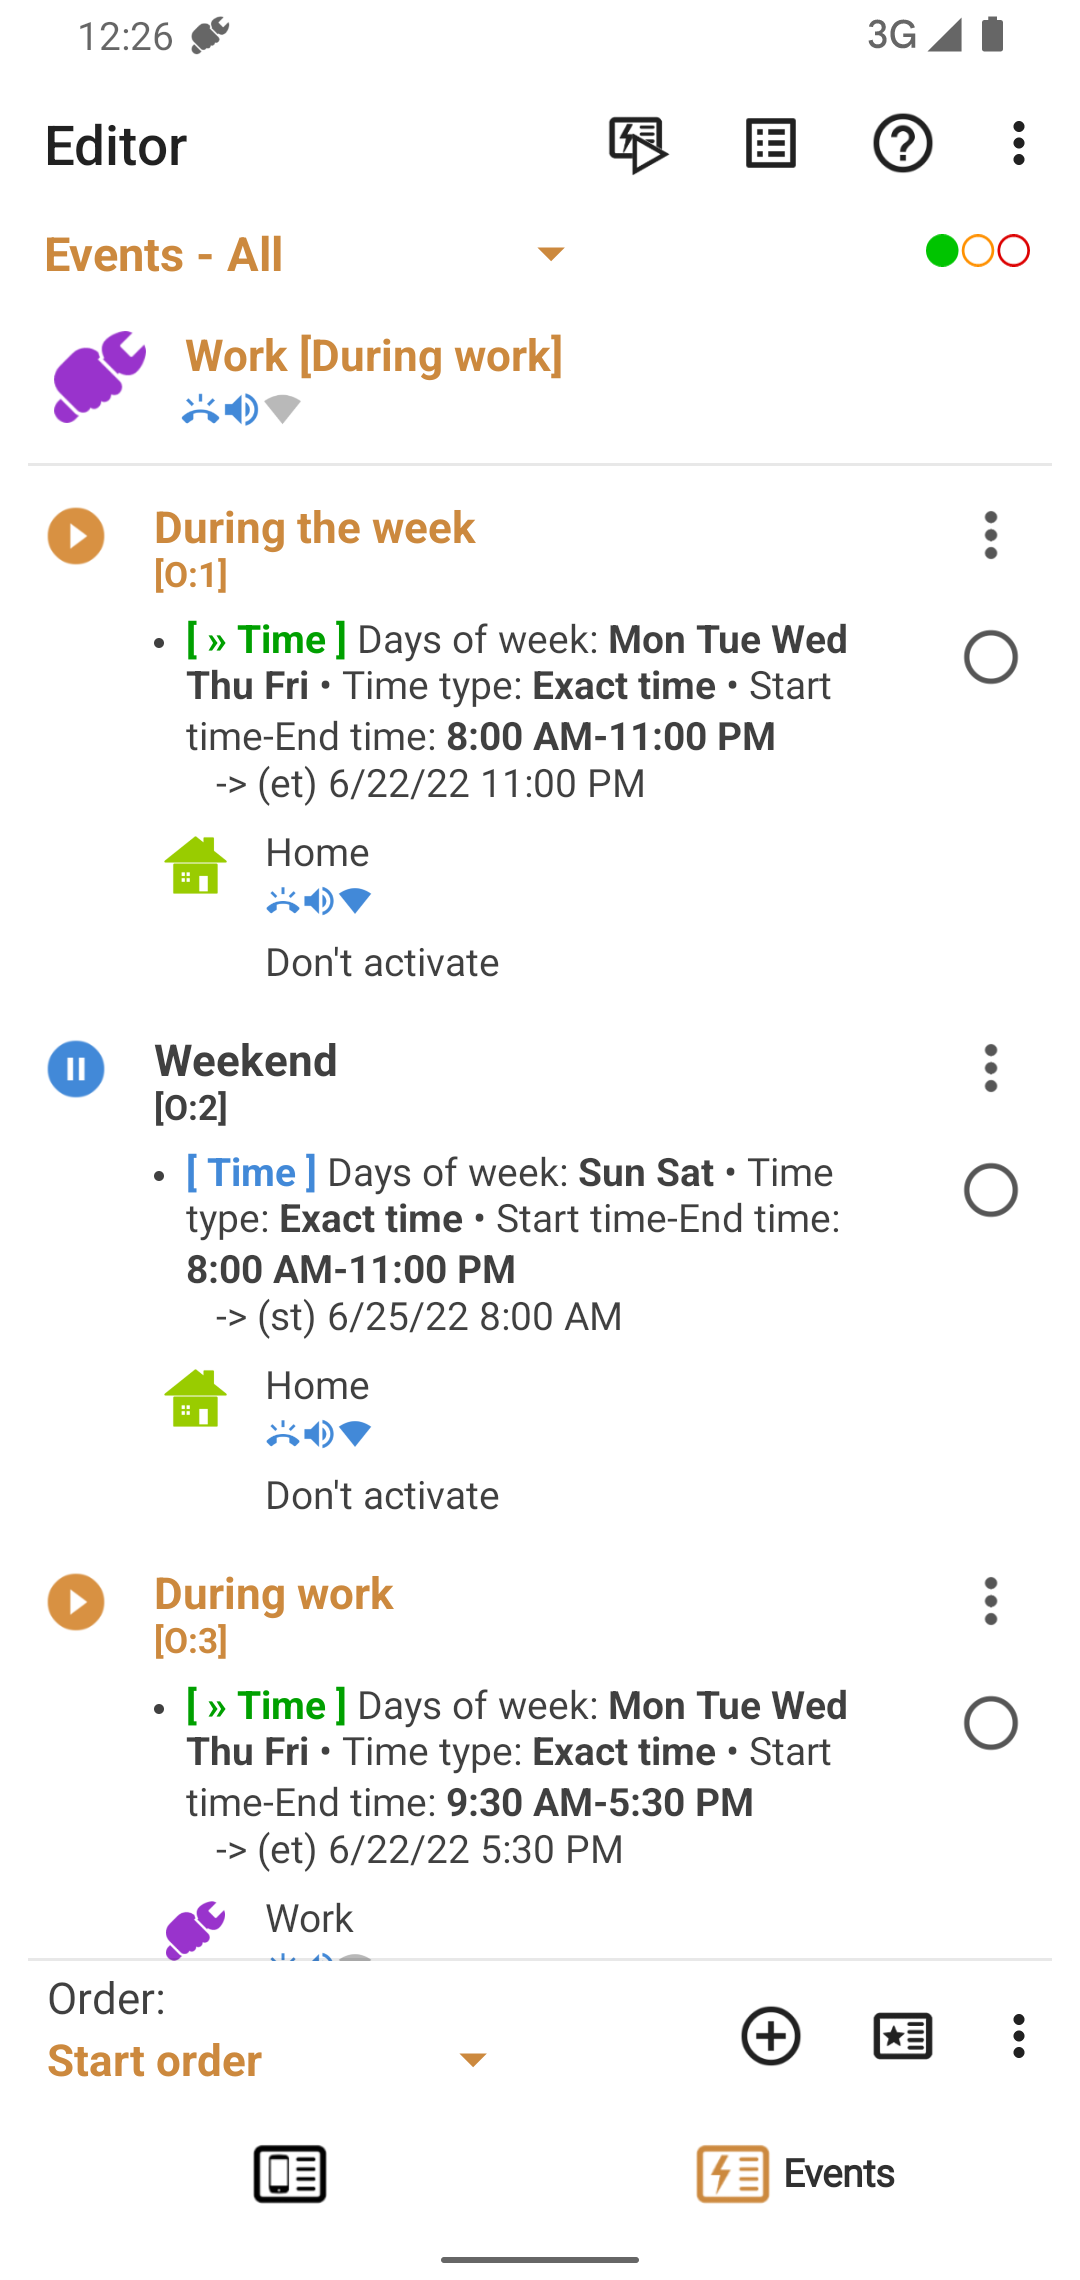 12:26
3G
Editor
Events - All
Work [During work]
During the week
[O:1]
• [ » Time ] Days of week: Mon Tue Wed
Thu Fri • Time type: Exact time • Start
time-End time: 8:00 AM-11:00 PM
-> (et) 6/22/22 11:00 PM
Home
Don't activate
Weekend
[O:2]
• [ Time ] Days of week: Sun Sat • Time
type: Exact time • Start time-End time:
8:00 AM-11:00 PM
-> (st) 6/25/22 8:00 AM
Home
Don't activate
During work
[O:3]
• [ » Time ] Days of week: Mon Tue Wed
Thu Fri • Time type: Exact time • Start
time-End time: 9:30 AM-5:30 PM
-> (et) 6/22/22 5:30 PM
Work
Order:
Start order
Events